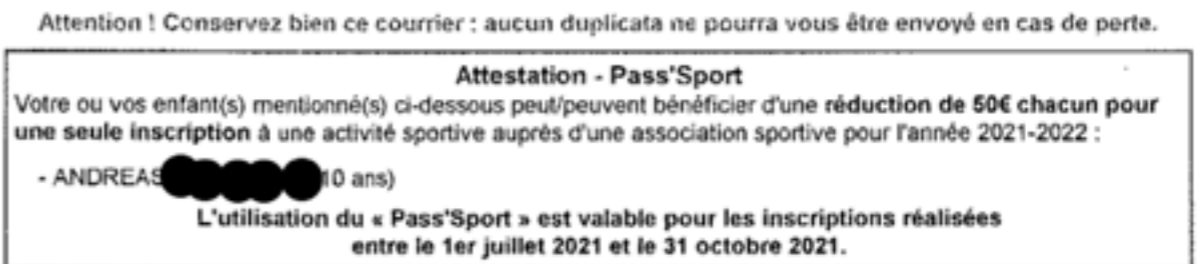 Attention ! Conservez bien ce courrier : aucun duplicata ne pourra vous être envoyé en cas de perte.
Attestation - Pass'Sport
Votre ou vos enfant(s) mentionné(s) ci-dessous peut/peuvent bénéficier d'une réduction de 50€ chacun pour
une seule inscription à une activité sportive auprès d'une association sportive pour l'année 2021-2022 :
- ANDREAS 10 ans)
L'utilisation du « Pass'Sport » est valable pour les inscriptions réalisées
entre le 1er juillet 2021 et le 31 octobre 2021.